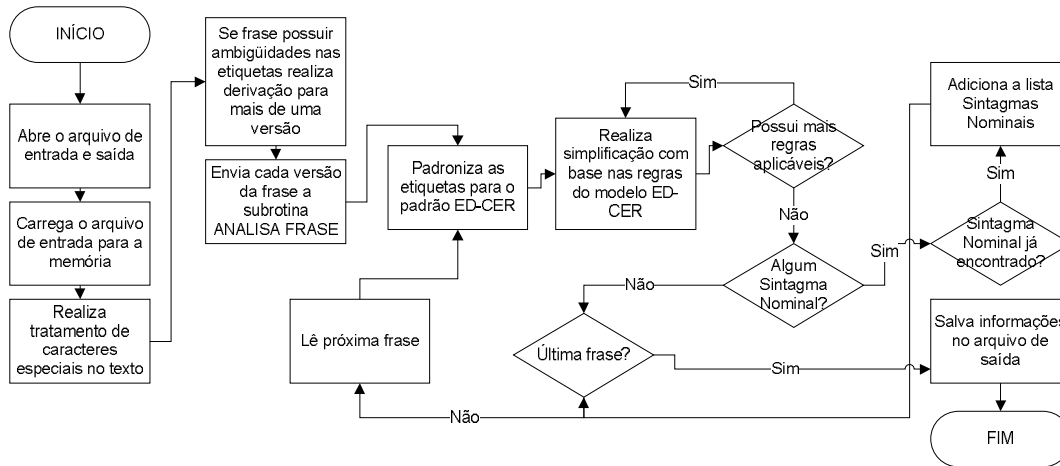 INÍCIO
Abre o arquivo de
entrada e saída
Carrega o arquivo
de entrada para a
memória
Realiza
tratamento de
caracteres
especiais no texto
Se frase possuir
ambigüidades nas
etiquetas realiza
derivação para
mais de uma
versão
Envia cada versão
da frase a
subrotina
ANALISA FRASE
Padroniza as
etiquetas para o
padrão ED-CER
Realiza
simplificação com
base nas regras
do modelo ED-
CER
Sim
Possui mais
regras
aplicáveis?
Não
Algum
Sintagma
Nominal?
Sim
Não
Adiciona a lista
Sintagmas
Nominais
Sim
Sintagma
Nominal já
encontrado?
Lê próxima frase
Última frase?
Sim
Não
Salva informações
no arquivo de
saída
FIM